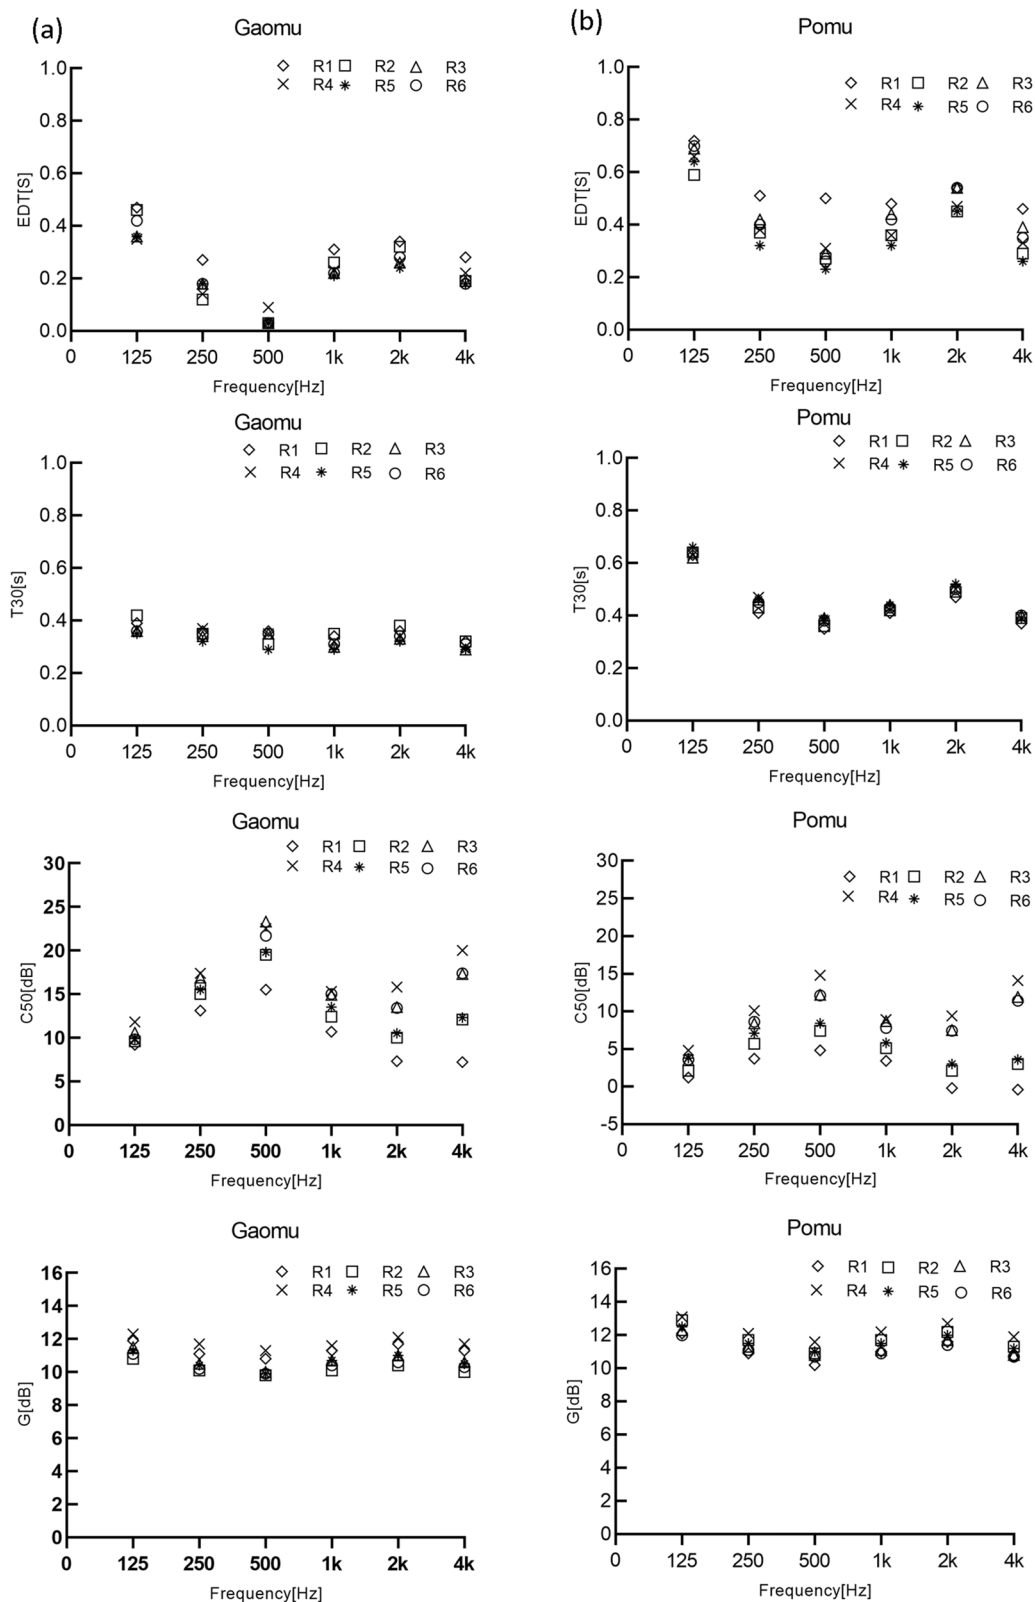 (a)
Gaomu
R1 R2 R3
R4 R5 R6
EDT[S]
1.0
0.8
0.6
0.4
0.2
0.0
0 125 250 500 1k 2k 4k
Frequency[Hz]
Gaomu
R1 R2 R3
R4 R5 R6
T30[s]
1.0
0.8
0.6
0.4
0.2
0.0
0 125 250 500 1k 2k 4k
Frequency[Hz]
Gaomu
R1 R2 R3
R4 R5 R6
C50[dB]
30
25
20
15
10
5
0
0 125 250 500 1k 2k 4k
Frequency[Hz]
Gaomu
R1 R2 R3
R4 R5 R6
G[dB]
16
14
12
10
8
6
4
2
0
0 125 250 500 1k 2k 4k
Frequency[Hz]
(b)
Pomu
R1 R2 R3
R4 R5 R6
EDT[S]
1.0
0.8
0.6
0.4
0.2
0.0
0 125 250 500 1k 2k 4k
Frequency[Hz]
Pomu
R1 R2 R3
R4 R5 R6
T30[s]
1.0
0.8
0.6
0.4
0.2
0.0
0 125 250 500 1k 2k 4k
Frequency[Hz]
Pomu
R1 R2 R3
R4 R5 R6
C50[dB]
30
25
20
15
10
5
0
-5
0 125 250 500 1k 2k 4k
Frequency[Hz]
Pomu
R1 R2 R3
R4 R5 R6
G[dB]
16
14
12
10
8
6
4
2
0
0 125 250 500 1k 2k 4k
Frequency[Hz]